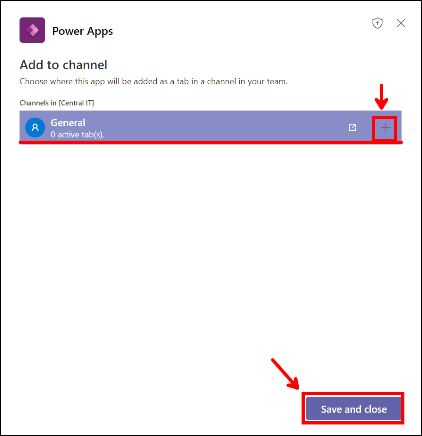 Power Apps
Add to channel
Choose where this app will be added as a tab in a channel in your team.
Channels in [Central IT]
General
0 active tab(s).
Save and close